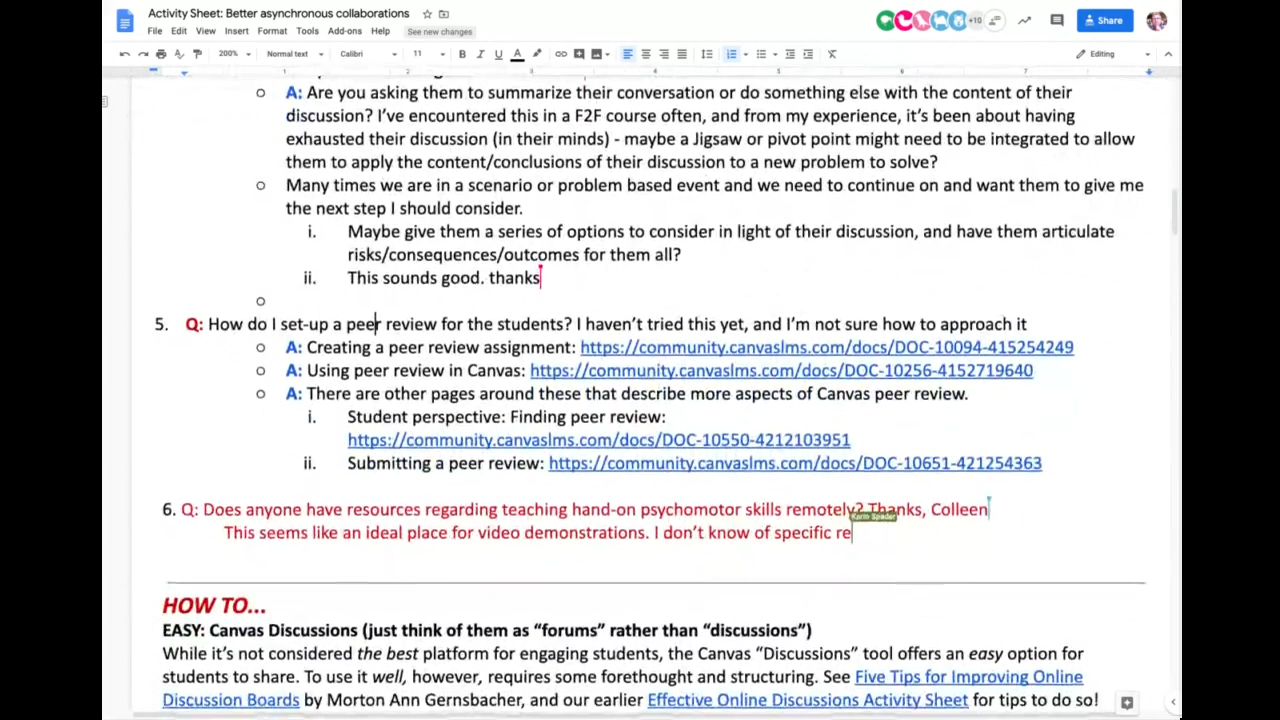 Activity Sheet: Better asynchronous collaborations
File Edit View Insert Format Tools Add-ons Help See new changes
+10
Share
200% Normal text Calibri 11 B I U A Editing
1 2 3 4 5 6 7
A: Are you asking them to summarize their conversation or do something else with the content of their
discussion? I've encountered this in a F2F course often, and from my experience, it's been about having
exhausted their discussion (in their minds) - maybe a Jigsaw or pivot point might need to be integrated to allow
them to apply the content/conclusions of their discussion to a new problem to solve?
Many times we are in a scenario or problem based event and we need to continue on and want them to give me
the next step I should consider.
i. Maybe give them a series of options to consider in light of their discussion, and have them articulate
risks/consequences/outcomes for them all?
ii. This sounds good. thanks
5. Q: How do I set-up a peer review for the students? I haven't tried this yet, and I'm not sure how to approach it
A: Creating a peer review assignment: https://community.canvaslms.com/docs/DOC-10094-415254249
A: Using peer review in Canvas: https://community.canvaslms.com/docs/DOC-10256-4152719640
A: There are other pages around these that describe more aspects of Canvas peer review.
i. Student perspective: Finding peer review:
https://community.canvaslms.com/docs/DOC-10550-4212103951
ii. Submitting a peer review: https://community.canvaslms.com/docs/DOC-10651-421254363
6. Q: Does anyone have resources regarding teaching hand-on psychomotor skills remotely? Thanks, Colleen
This seems like an ideal place for video demonstrations. I don't know of specific re
HOW TO...
EASY: Canvas Discussions (just think of them as "forums" rather than "discussions")
While it's not considered the best platform for engaging students, the Canvas "Discussions" tool offers an easy option for
students to share. To use it well, however, requires some forethought and structuring. See Five Tips for Improving Online
Discussion Boards by Morton Ann Gernsbacher, and our earlier Effective Online Discussions Activity Sheet for tips to do so!